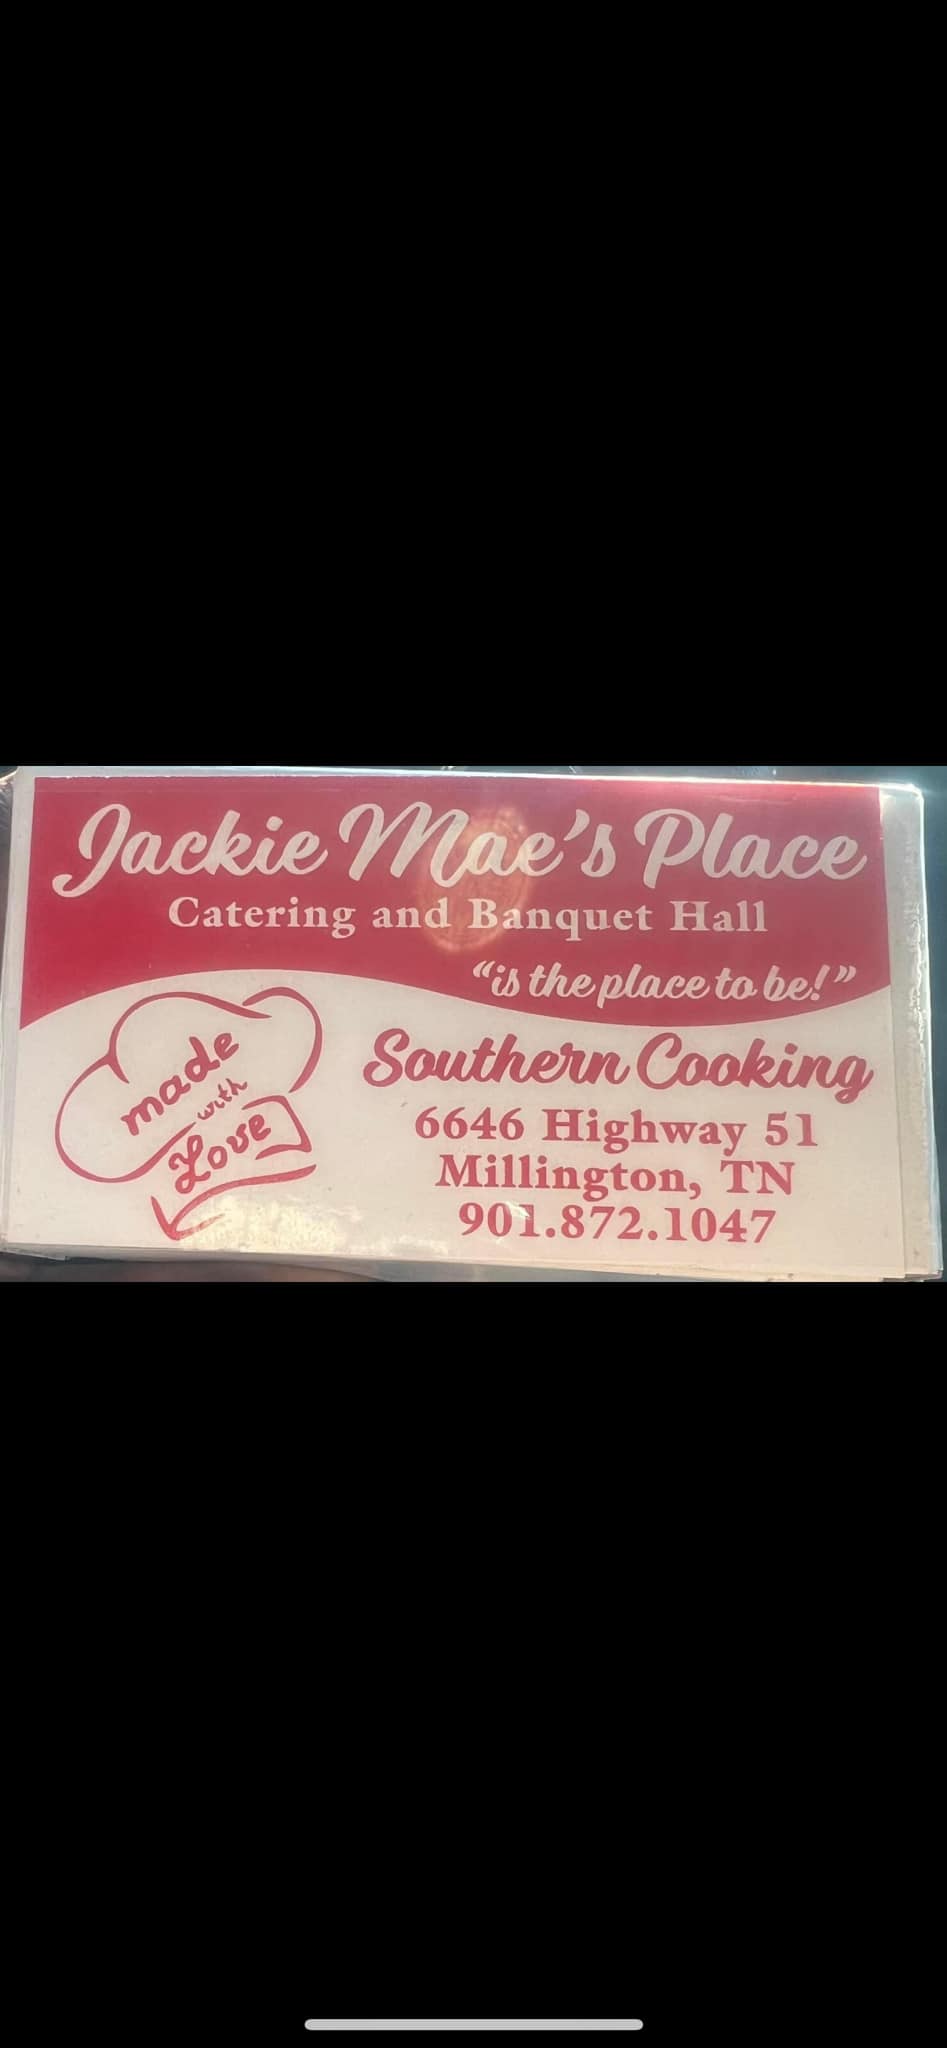 Jackie Mae's Place
Catering and Banquet Hall
"is the place to be!"
made
with
Love
Southern Cooking
6646 Highway 51
Millington, TN
901.872.1047